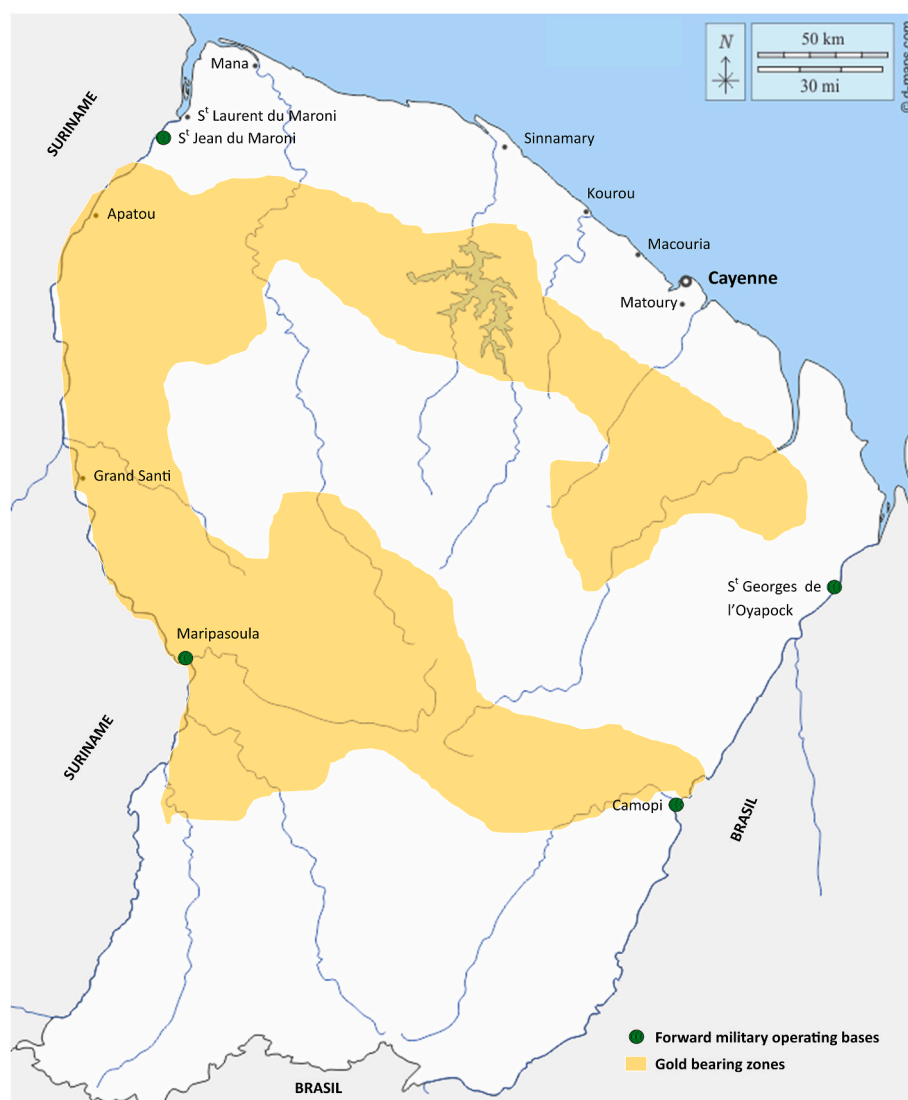 Mana
N
50 km
30 mi
© d-maps.com
SURINAME
Sᵗ Laurent du Maroni
Sᵗ Jean du Maroni
Sinnamary
Kourou
Apatou
Macouria
Cayenne
Matoury
Grand Santi
Sᵗ Georges de
l'Oyapock
Maripasoula
SURINAME
Camopi
BRASIL
Forward military operating bases
Gold bearing zones
BRASIL